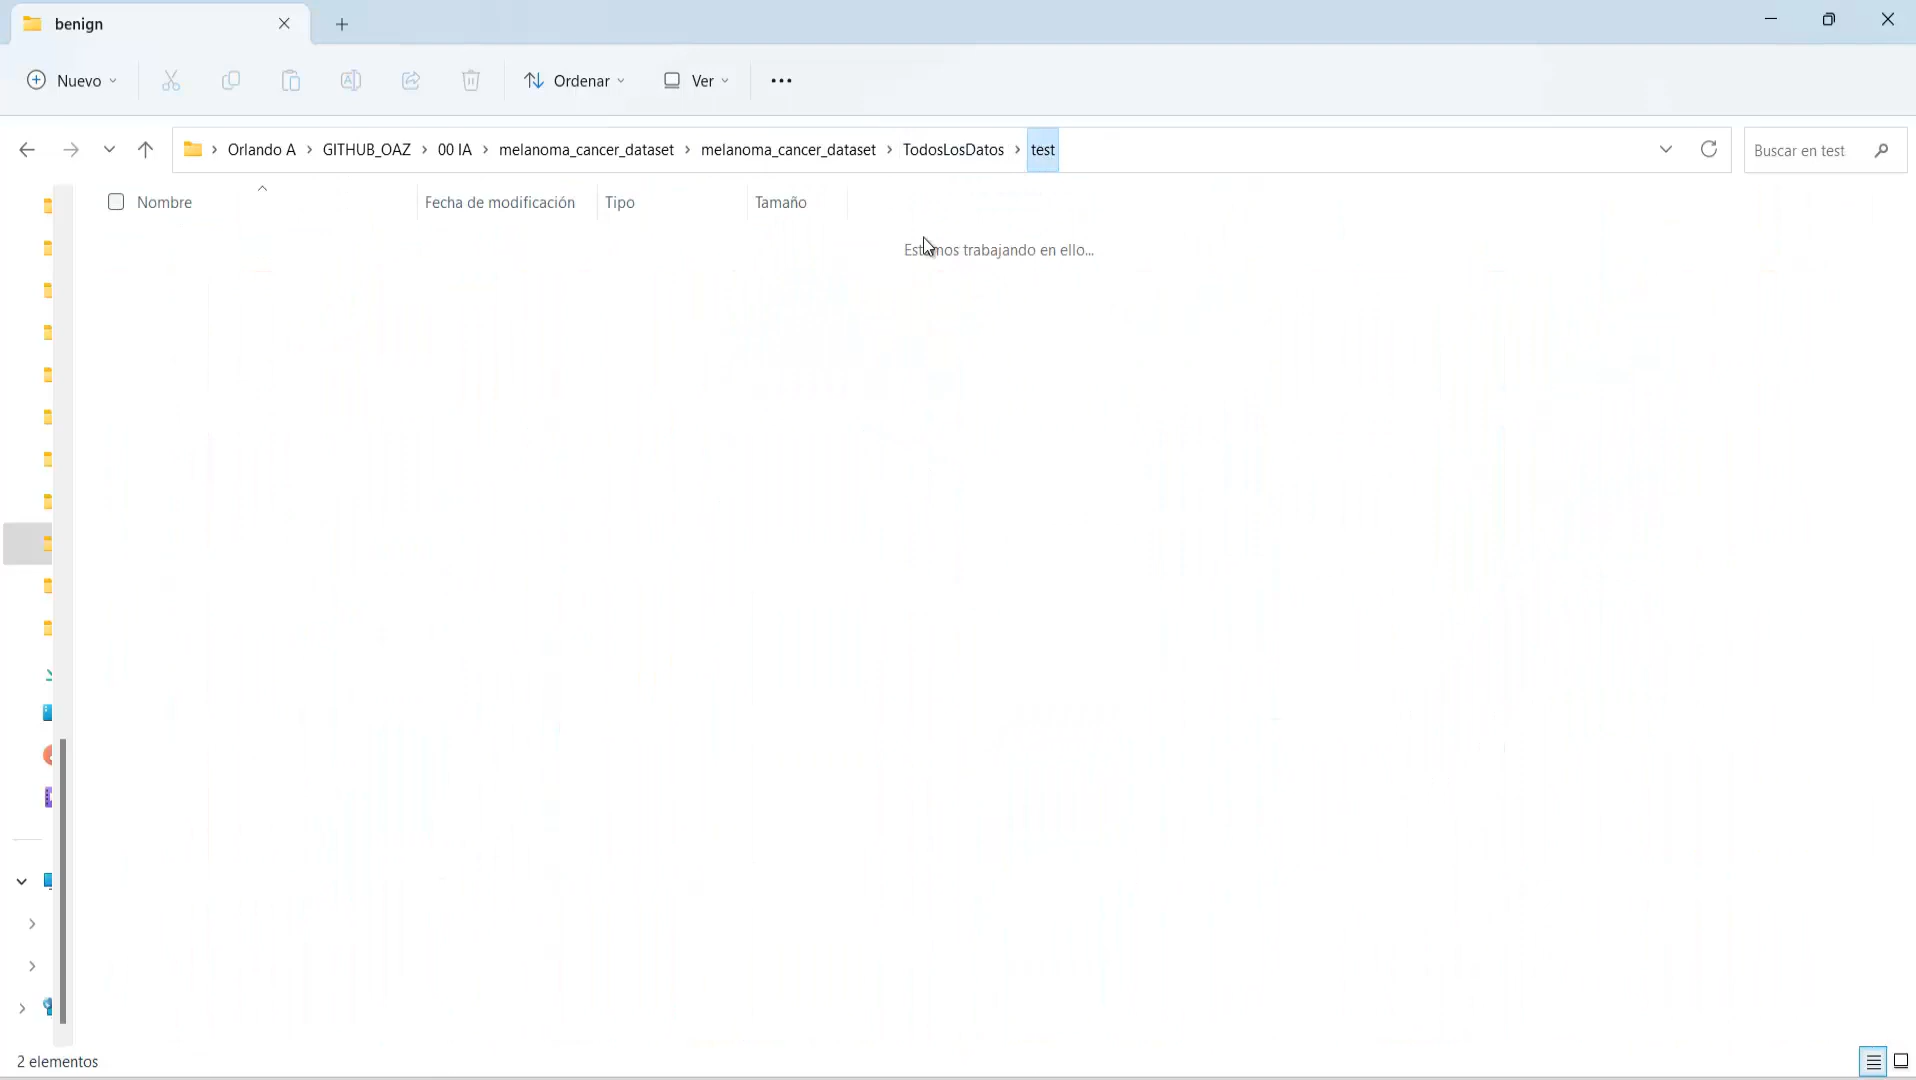 benign
Nuevo Ordenar Ver
Orlando A GITHUB_OAZ 00 IA melanoma_cancer_dataset melanoma_cancer_dataset TodosLosDatos test Buscar en test
Nombre Fecha de modificación Tipo Tamaño
Estamos trabajando en ello...
2 elementos